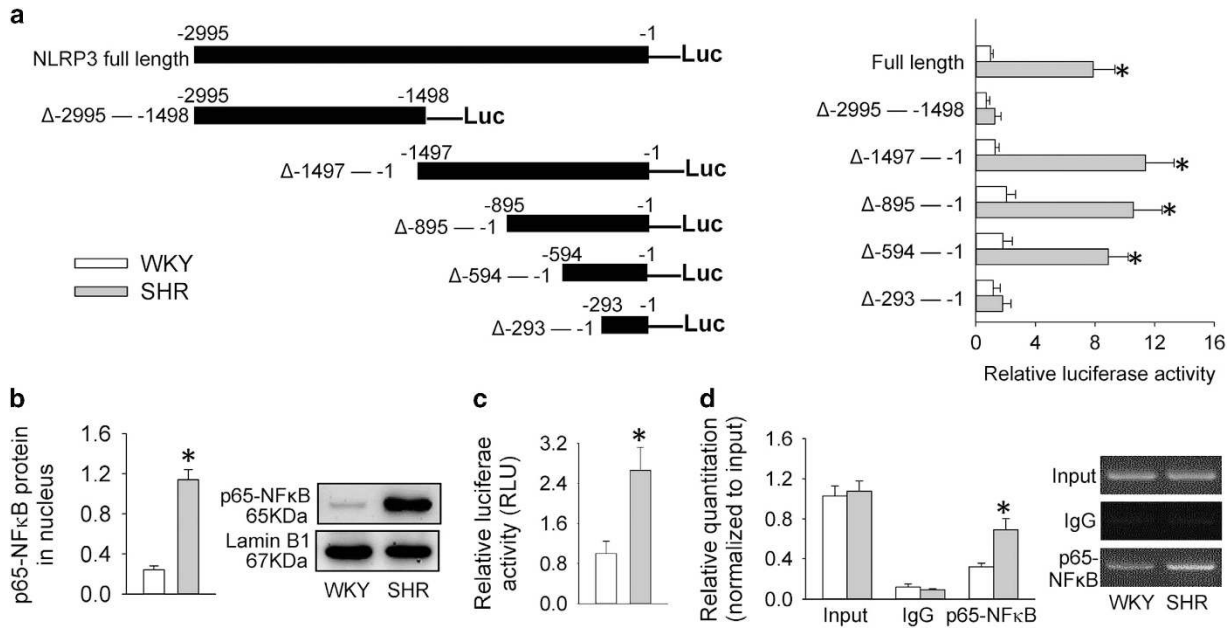 a
-2995 -1
NLRP3 full length Luc
-2995 -1498
Δ-2995 — -1498 Luc
-1497 -1
Δ-1497 — -1 Luc
-895 -1
Δ-895 — -1 Luc
-594 -1
Δ-594 — -1 Luc
-293 -1
Δ-293 — -1 Luc
WKY
SHR
Full length *
Δ-2995 — -1498
Δ-1497 — -1 *
Δ-895 — -1 *
Δ-594 — -1 *
Δ-293 — -1
0 4 8 12 16
Relative luciferase activity
b
p65-NFκB protein
in nucleus
1.6
1.2
0.8
0.4
0.0
*
p65-NFκB
65KDa
Lamin B1
67KDa
WKY SHR
c
Relative luciferae
activity (RLU)
3.2
2.4
1.6
0.8
0.0
*
d
Relative quantitation
(normalized to input)
1.6
1.2
0.8
0.4
0.0
*
Input IgG p65-NFκB
Input
IgG
p65-
NFκB
WKY SHR